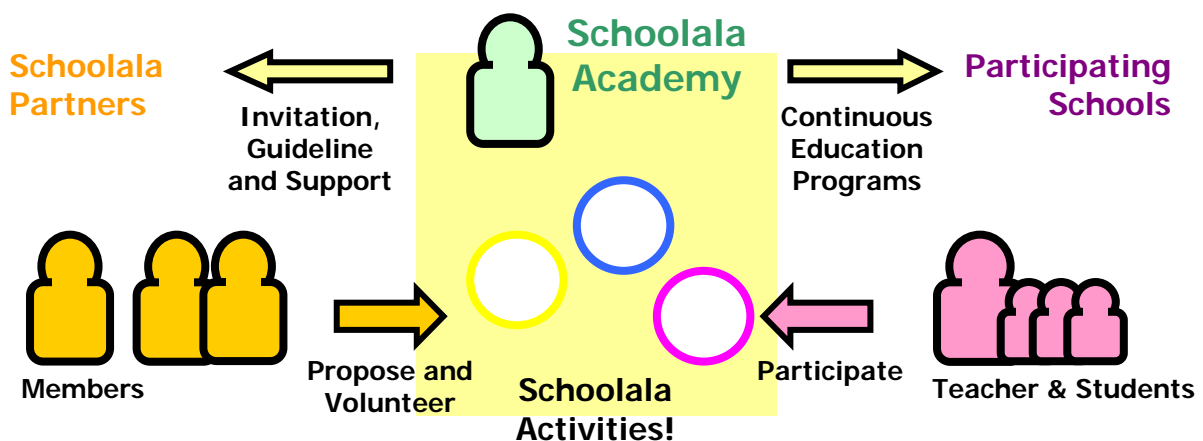 Schoolala
Partners
Invitation,
Guideline
and Support
Schoolala
Academy
Continuous
Education
Programs
Participating
Schools
Members
Propose and
Volunteer
Schoolala
Activities!
Participate
Teacher & Students